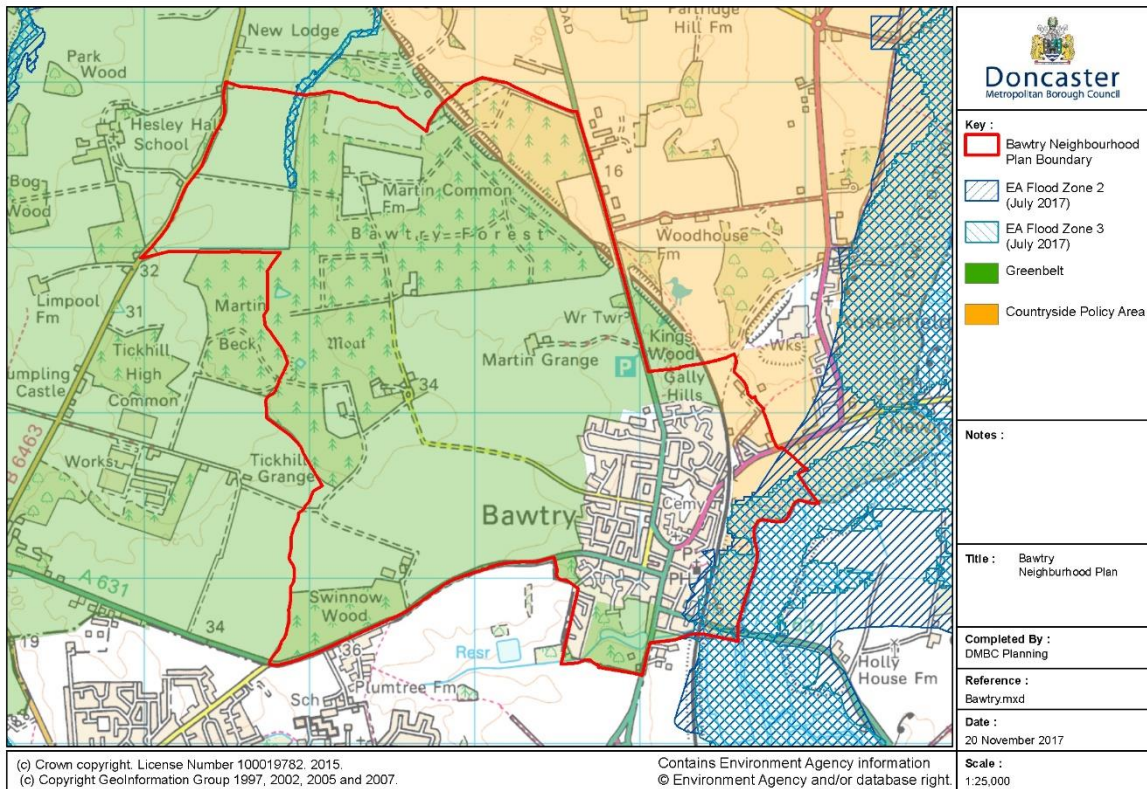 New Lodge
Partridge
Hill Fm
ROAD
30
Park
Wood
Hesley Hall
School
Bog
Wood
16
Martin Common
Fm
Bawtry Forest
Woodhouse
Fm
32
Limpool
Fm
31
Martin
Beck
Moat
Wr Twr
Martin Grange
Kings
Wood
Gally
Hills
Wks
P
Tickhill
High
Common
umpling
Castle
34
B 6463
Works
Tickhill
Grange
Bawtry
Cemy
P
PH
A 631
34
Swinnow
Wood
19
36
Resr
Sch
Plumtree Fm
Holly
House Fm
Doncaster
Metropolitan Borough Council
Key :
Bawtry Neighbourhood
Plan Boundary
EA Flood Zone 2
(July 2017)
EA Flood Zone 3
(July 2017)
Greenbelt
Countryside Policy Area
Notes :
Title : Bawtry
Neighburhood Plan
Completed By :
DMBC Planning
Reference :
Bawtry.mxd
Date :
20 November 2017
Scale :
1:25,000
(c) Crown copyright. License Number 100019782. 2015.
(c) Copyright GeoInformation Group 1997, 2002, 2005 and 2007.
Contains Environment Agency information
© Environment Agency and/or database right.